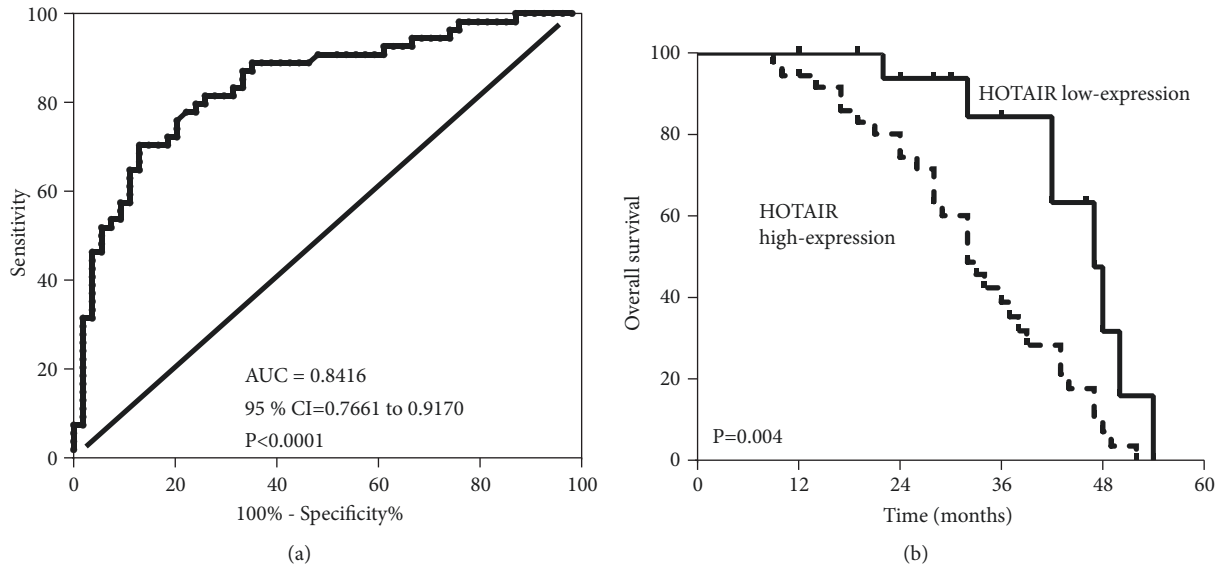 100
80
60
40
20
0
Sensitivity
AUC = 0.8416
95 % CI=0.7661 to 0.9170
P<0.0001
0 20 40 60 80 100
100% - Specificity%
(a)
100
80
60
40
20
0
Overall survival
HOTAIR low-expression
HOTAIR
high-expression
P=0.004
0 12 24 36 48 60
Time (months)
(b)